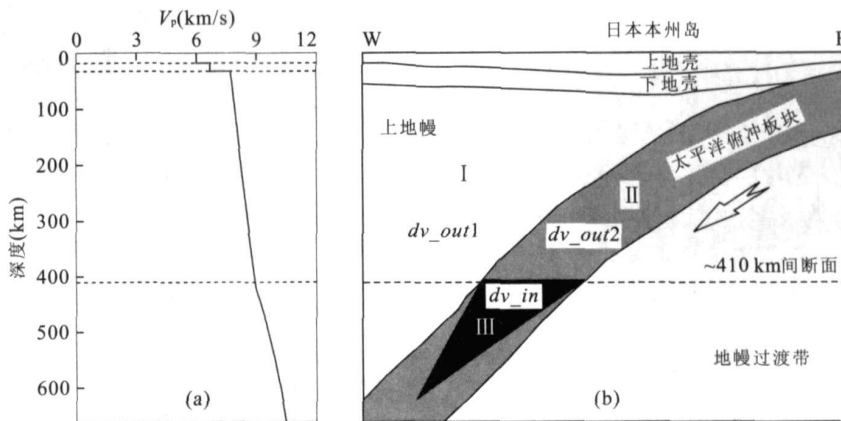 Vₚ(km/s)
0 3 6 9 12
0
100
200
300
400
500
600
深度(km)
(a)
日本本州岛
W
E
上地壳
下地壳
上地幔
太平洋俯冲板块
I
II
dv_out1
dv_out2
~410 km间断面
dv_in
III
地幔过渡带
(b)